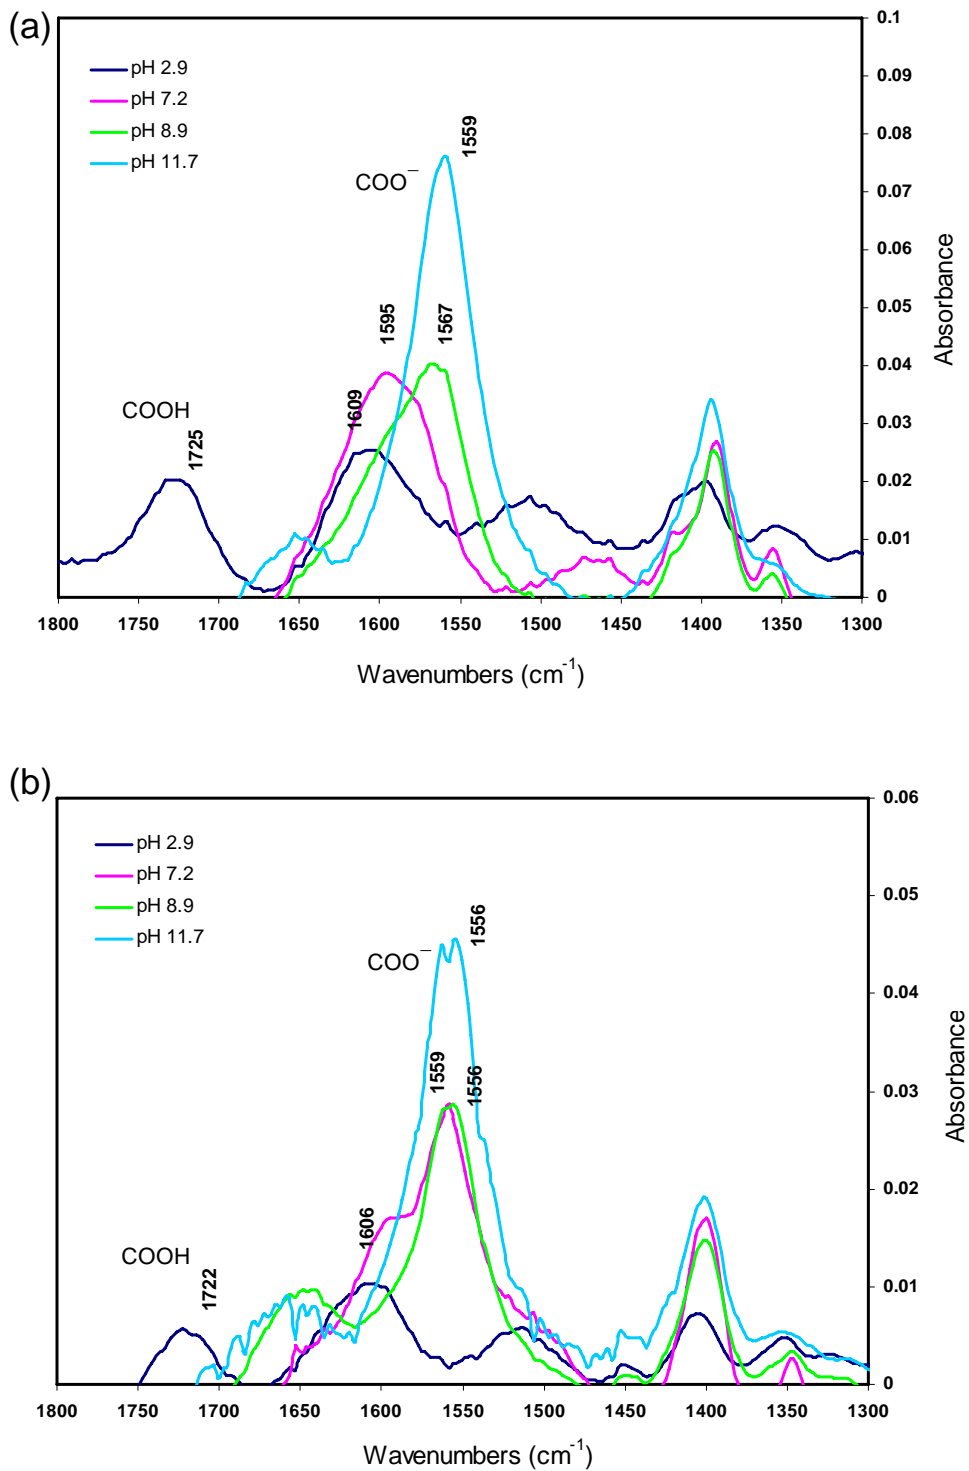 (a)
pH 2.9
pH 7.2
pH 8.9
pH 11.7
COOH
1725
1609
1595
COO⁻
1567
1559
0.1
0.09
0.08
0.07
0.06
0.05
0.04
0.03
0.02
0.01
0
Absorbance
1800 1750 1700 1650 1600 1550 1500 1450 1400 1350 1300
Wavenumbers (cm⁻¹)
(b)
pH 2.9
pH 7.2
pH 8.9
pH 11.7
COOH
1722
1606
COO⁻
1559
1556
1556
0.06
0.05
0.04
0.03
0.02
0.01
0
Absorbance
1800 1750 1700 1650 1600 1550 1500 1450 1400 1350 1300
Wavenumbers (cm⁻¹)